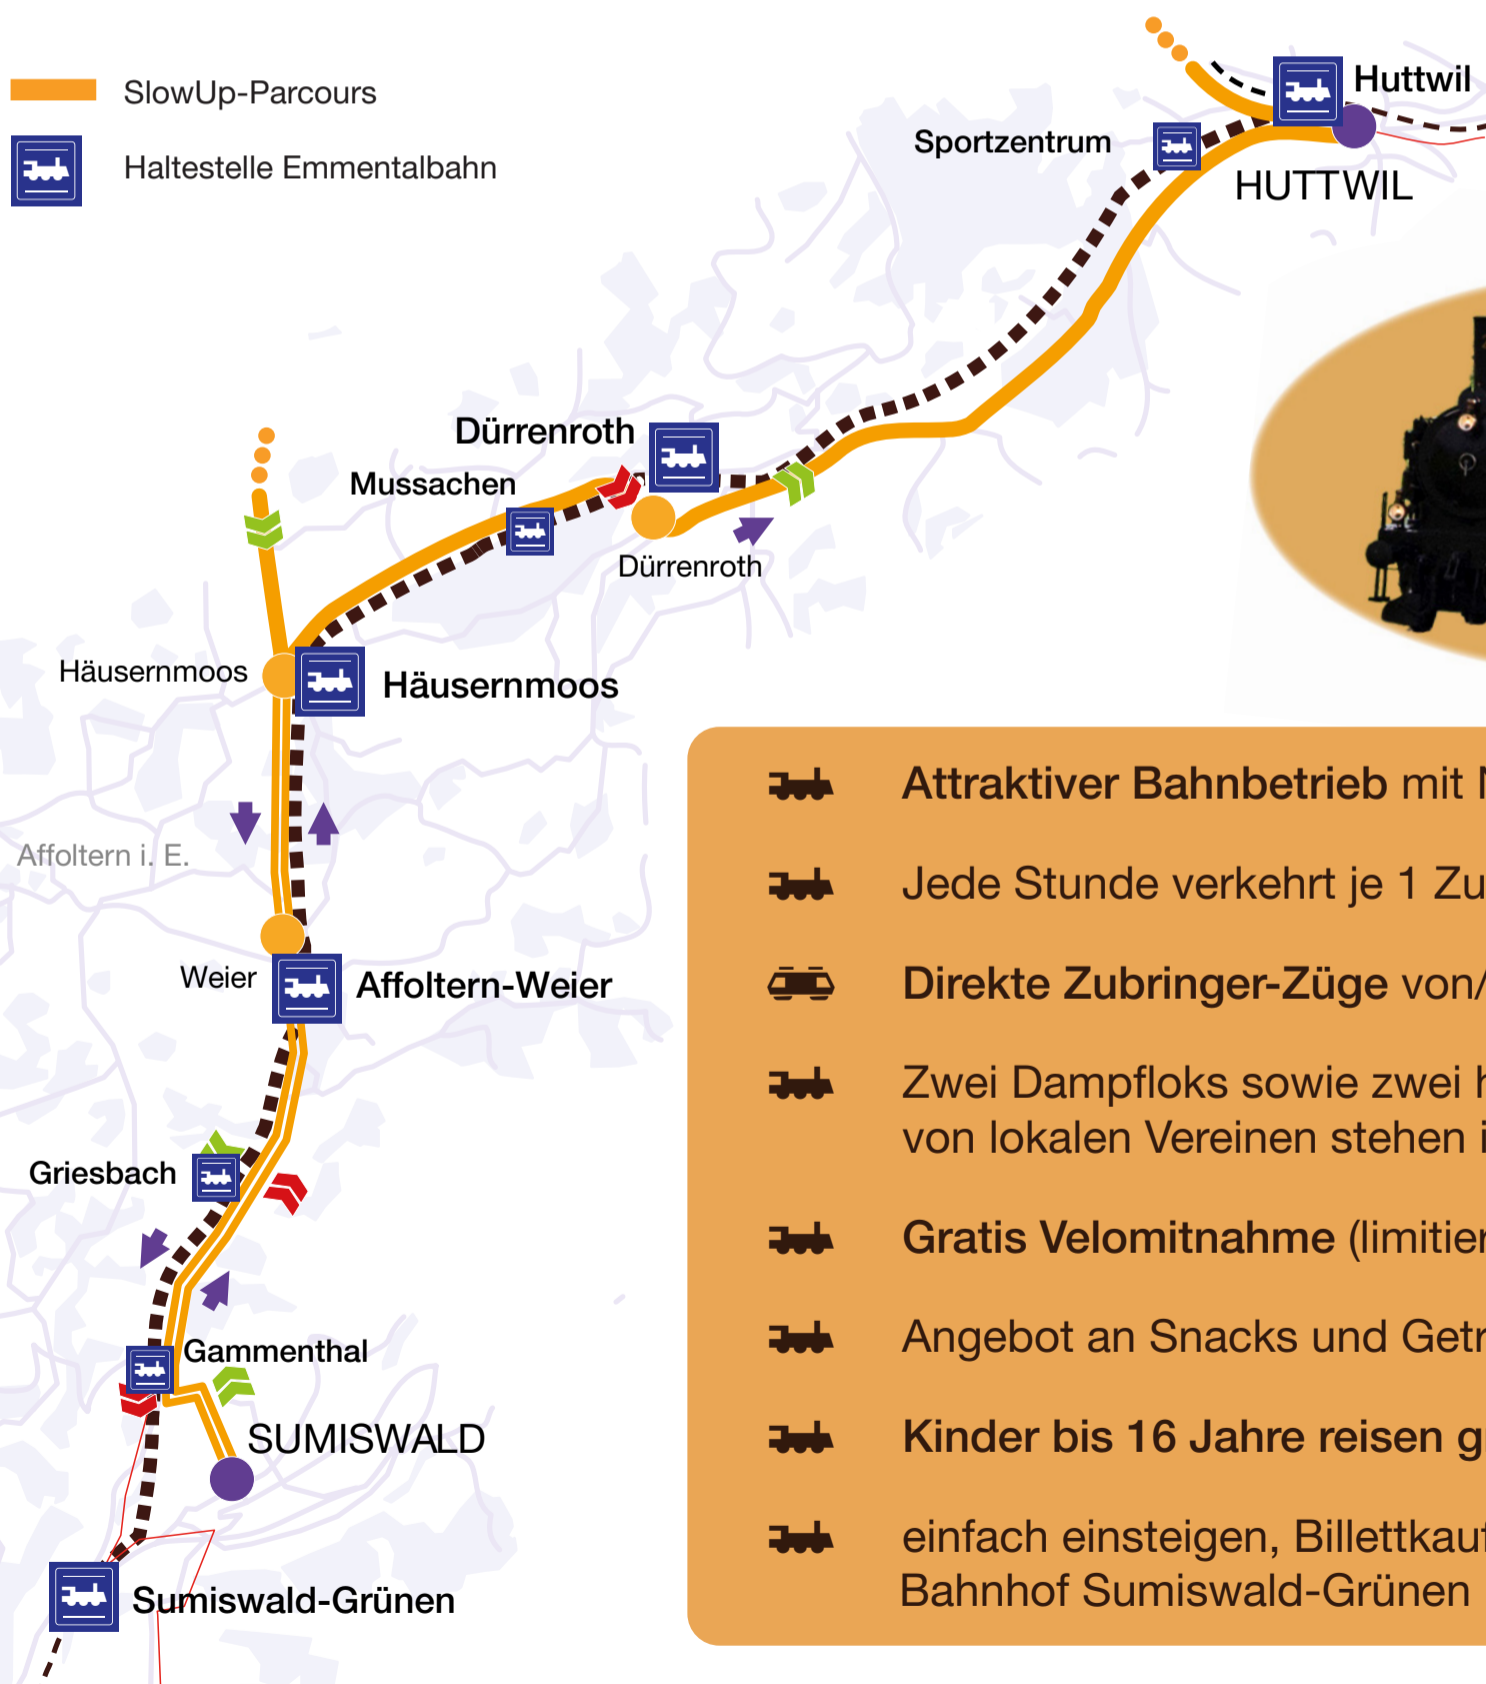 SlowUp-Parcours
Haltestelle Emmentalbahn
Huttwil
Sportzentrum
HUTTWIL
Dürrenroth
Mussachen
Dürrenroth
Häusernmoos
Häusernmoos
Affoltern i. E.
Weier
Affoltern-Weier
Griesbach
Gammenthal
SUMISWALD
Sumiswald-Grünen
Attraktiver Bahnbetrieb mit
Jede Stunde verkehrt je 1
Direkte Zubringer-Züge von/
Zwei Dampfloks sowie zwei
von lokalen Vereinen stehen
Gratis Velomitnahme
Angebot an Snacks und
Kinder bis 16 Jahre reisen
einfach einsteigen,
Bahnhof Sumiswald-Grünen